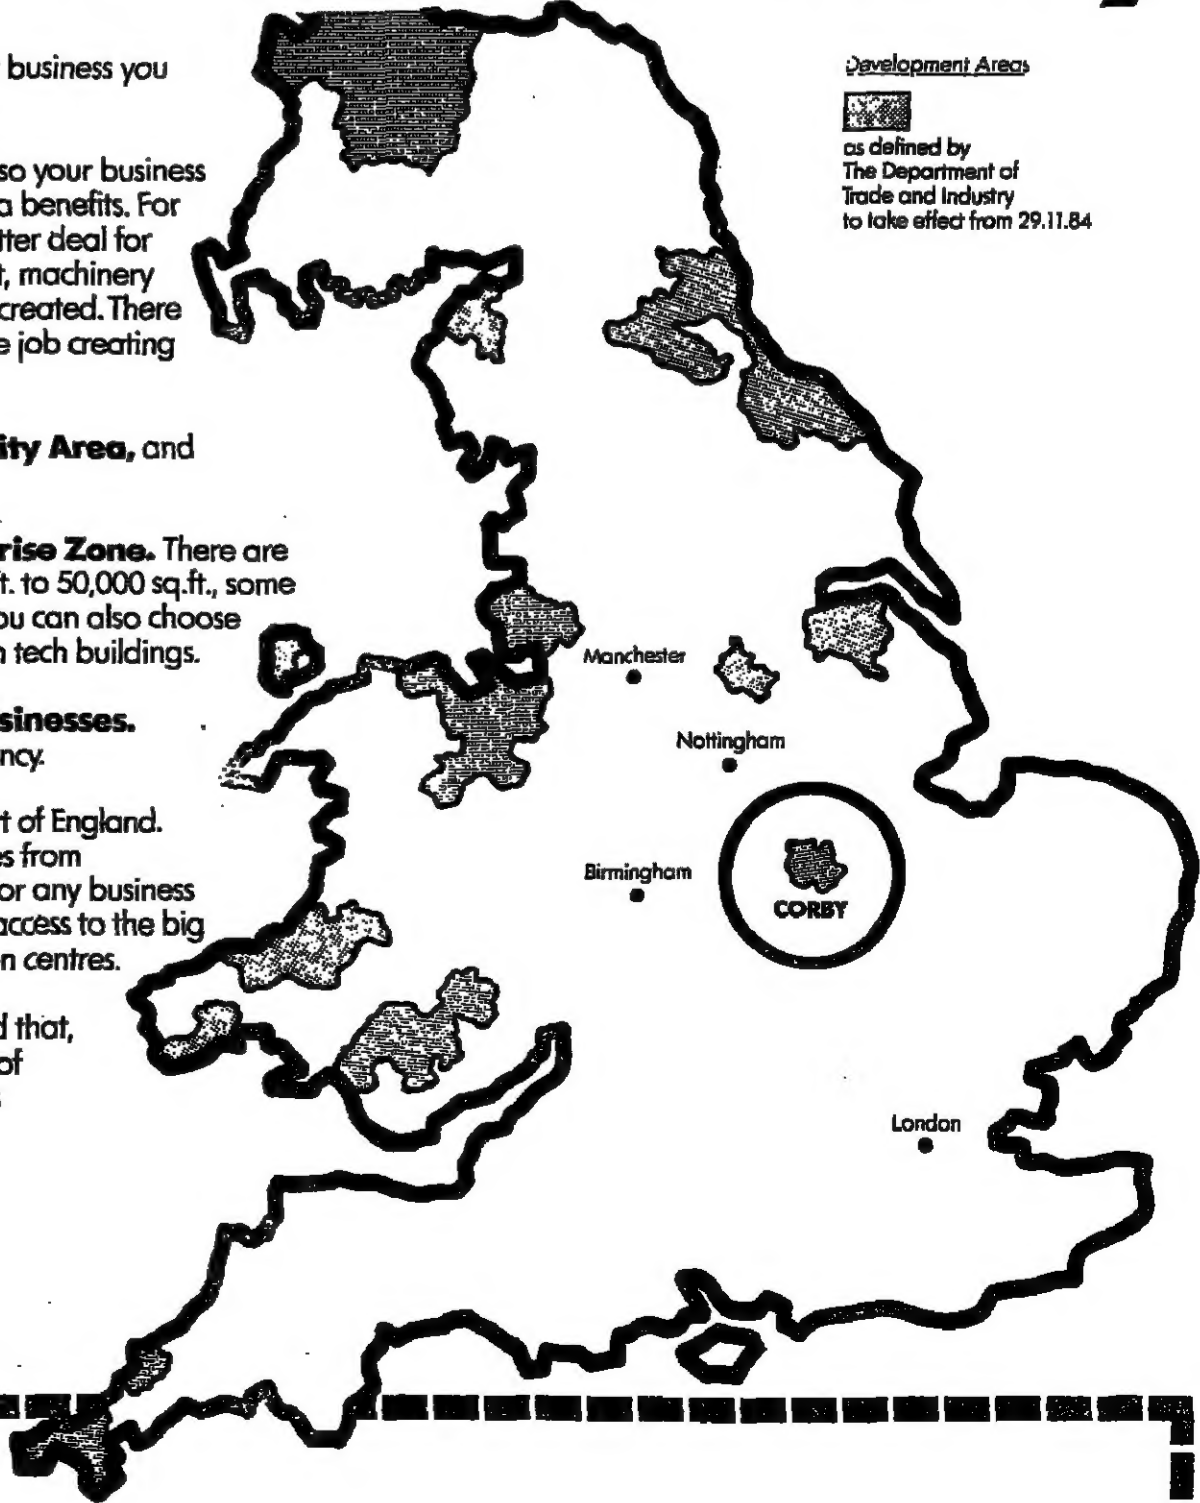 business you
so your business
a benefits. For
tter deal for
t, machinery
created. There
e job creating
ity Area, and
rise Zone. There are
ft. to 50,000 sq.ft., some
ou can also choose
n tech buildings.
sinesses.
ncy.
t of England.
es from
or any business
access to the big
n centres.
d that,
of
Development Areas
as defined by
The Department of
Trade and Industry
to take effect from 29.11.84
Manchester
Nottingham
Birmingham
CORBY
London